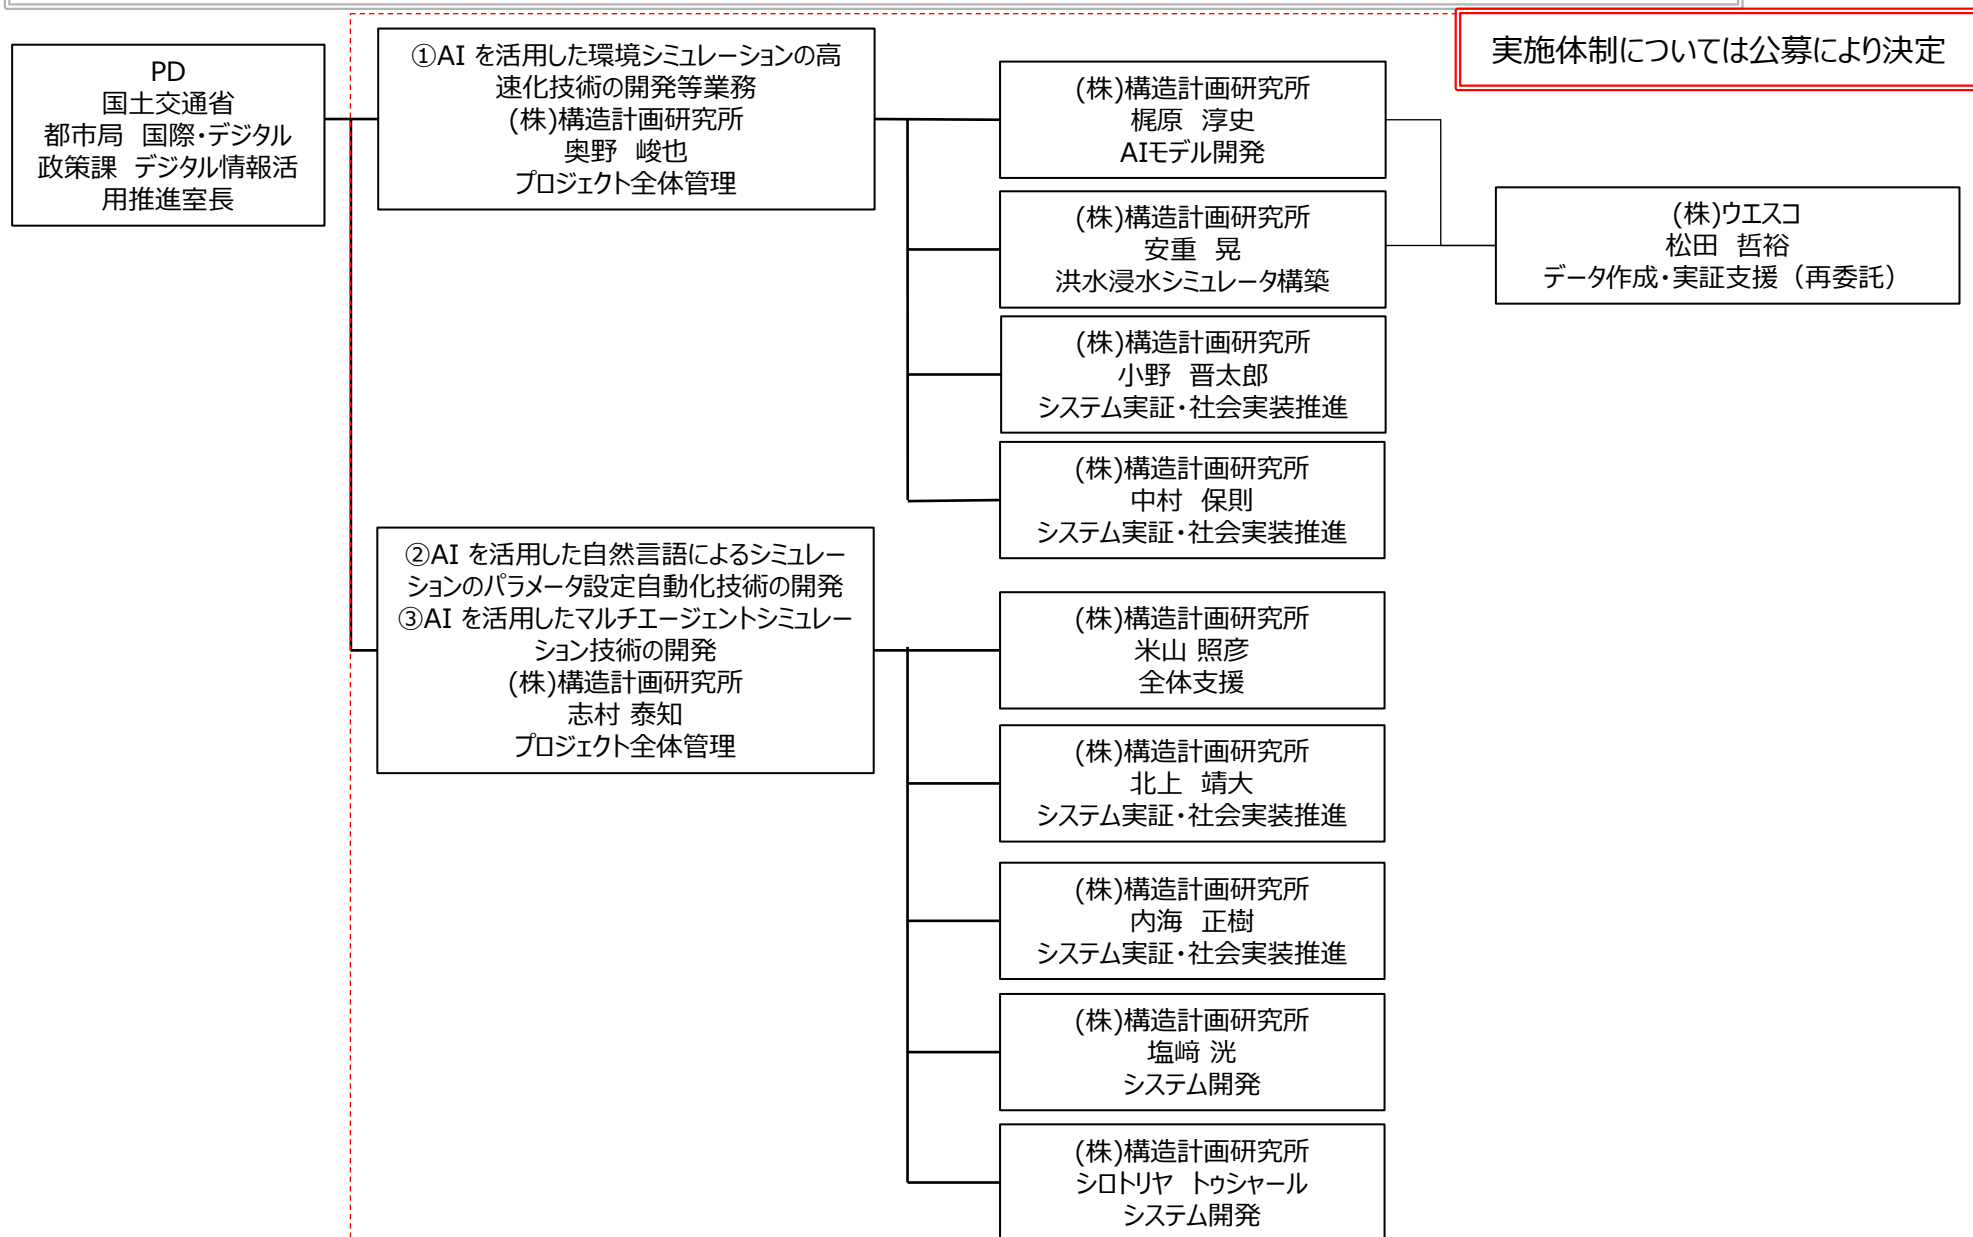 実施体制については公募により決定
PD
国土交通省
都市局 国際・デジタル
政策課 デジタル情報活
用推進室長
①AI を活用した環境シミュレーションの高
速化技術の開発等業務
(株)構造計画研究所
奥野 峻也
プロジェクト全体管理
(株)構造計画研究所
梶原 淳史
AIモデル開発
(株)構造計画研究所
安重 晃
洪水浸水シミュレータ構築
(株)ウエスコ
松田 哲裕
データ作成・実証支援（再委託）
(株)構造計画研究所
小野 晋太郎
システム実証・社会実装推進
(株)構造計画研究所
中村 保則
システム実証・社会実装推進
②AI を活用した自然言語によるシミュレー
ションのパラメータ設定自動化技術の開発
③AI を活用したマルチエージェントシミュレー
ション技術の開発
(株)構造計画研究所
志村 泰知
プロジェクト全体管理
(株)構造計画研究所
米山 照彦
全体支援
(株)構造計画研究所
北上 靖大
システム実証・社会実装推進
(株)構造計画研究所
内海 正樹
システム実証・社会実装推進
(株)構造計画研究所
塩﨑 洸
システム開発
(株)構造計画研究所
シロトリヤ トゥシャール
システム開発